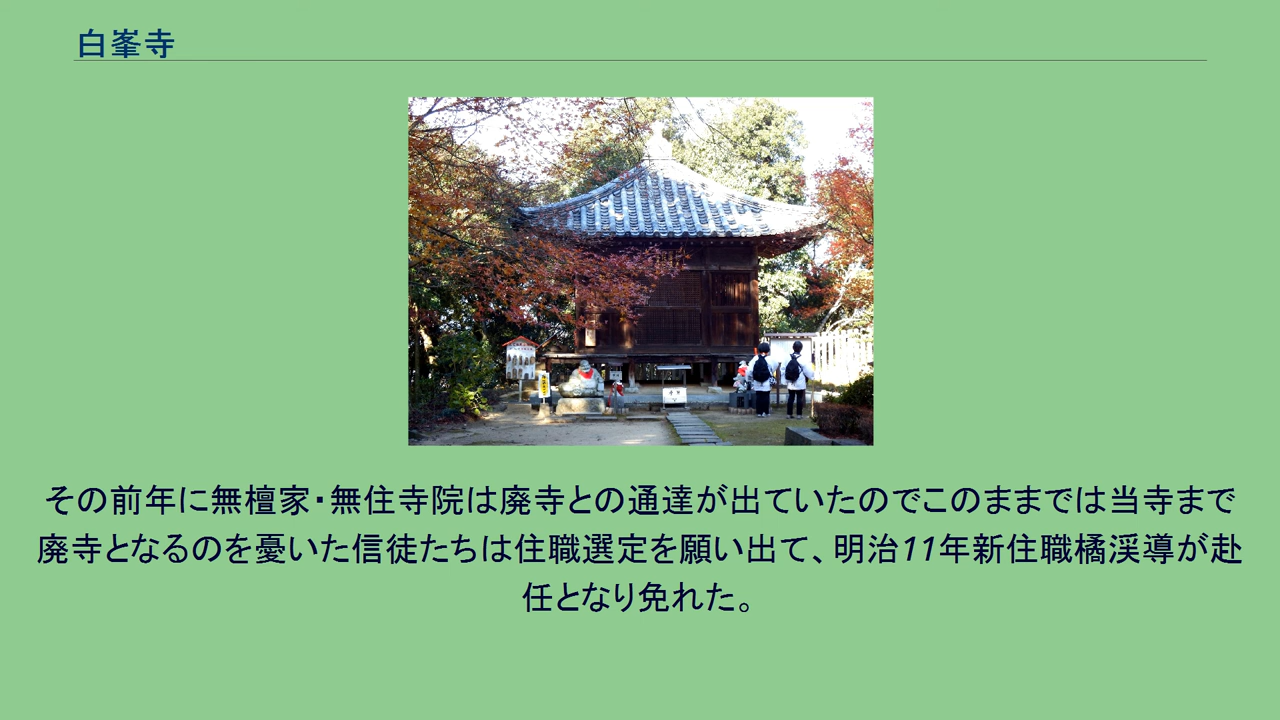 白峯寺
その前年に無檀家・無住寺院は廃寺との通達が出ていたのでこのままでは当寺まで
廃寺となるのを憂いた信徒たちは住職選定を願い出て、明治11年新住職橘渓導が赴
任となり免れた。